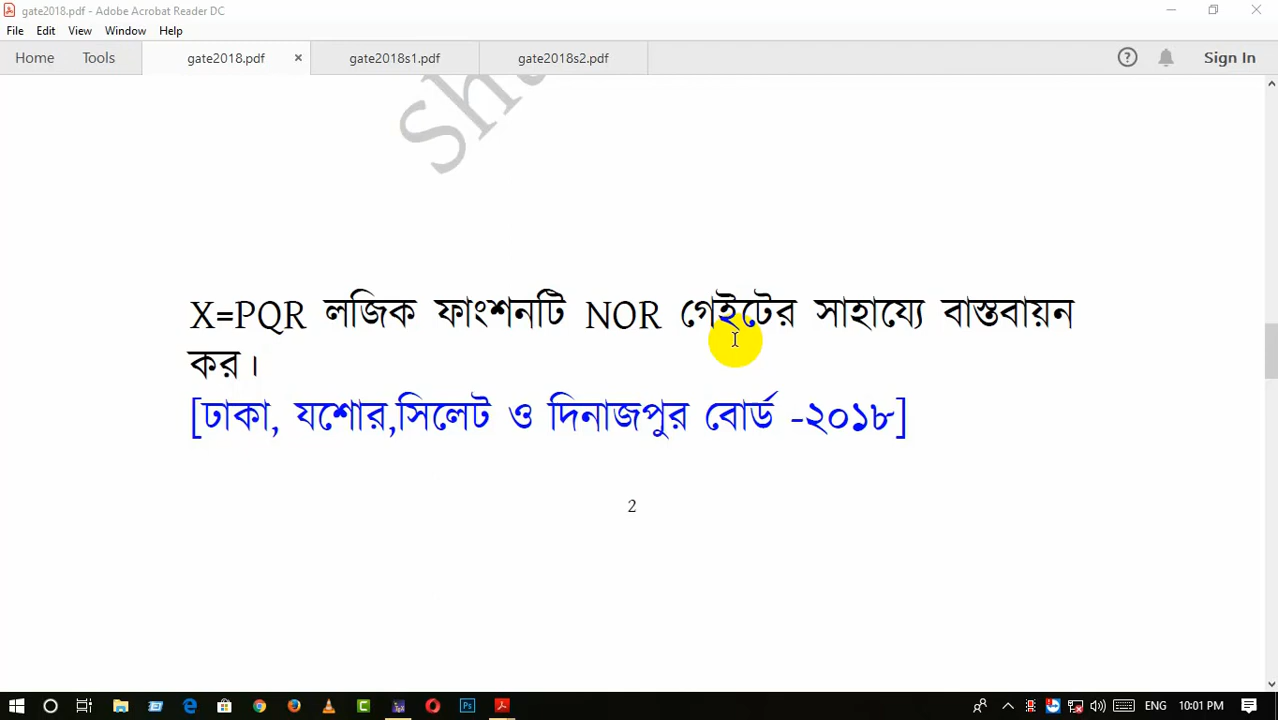 gate2018.pdf - Adobe Acrobat Reader DC
File Edit View Window Help
Home Tools gate2018.pdf × gate2018s1.pdf gate2018s2.pdf Sign In
X=PQR লজিক ফাংশনটি NOR গেইটের সাহায্যে বাস্তবায়ন
কর।
[ঢাকা, যশোর,সিলেট ও দিনাজপুর বোর্ড -২০১৮]
2
ENG 10:01 PM